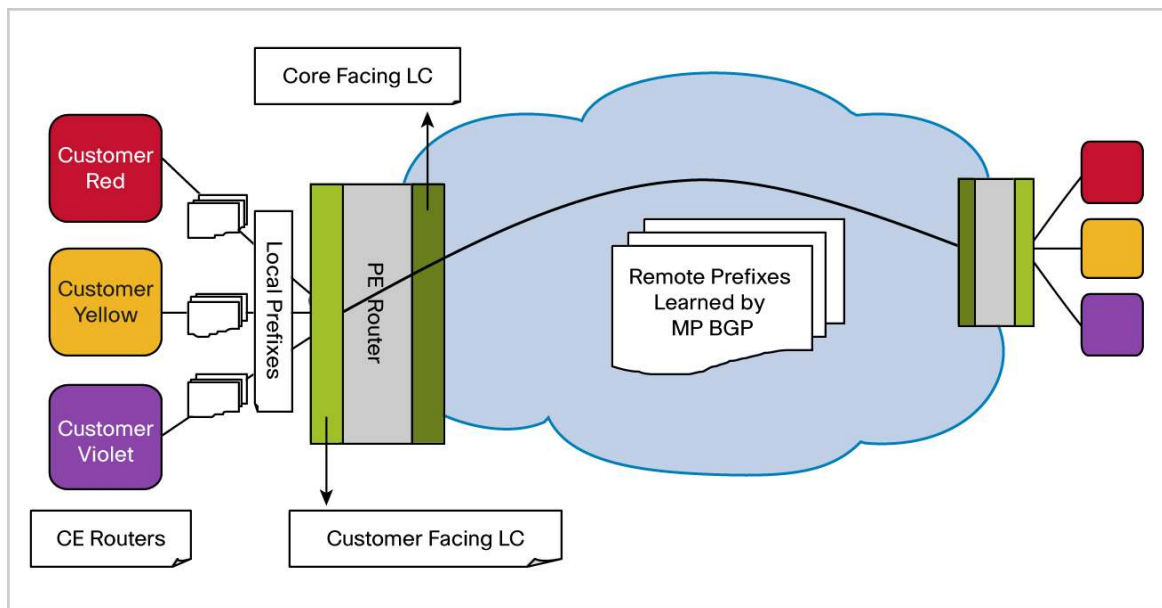 Core Facing LC
Customer
Red
Customer
Yellow
Customer
Violet
Local Prefixes
PE Router
Remote Prefixes
Learned by
MP BGP
CE Routers
Customer Facing LC